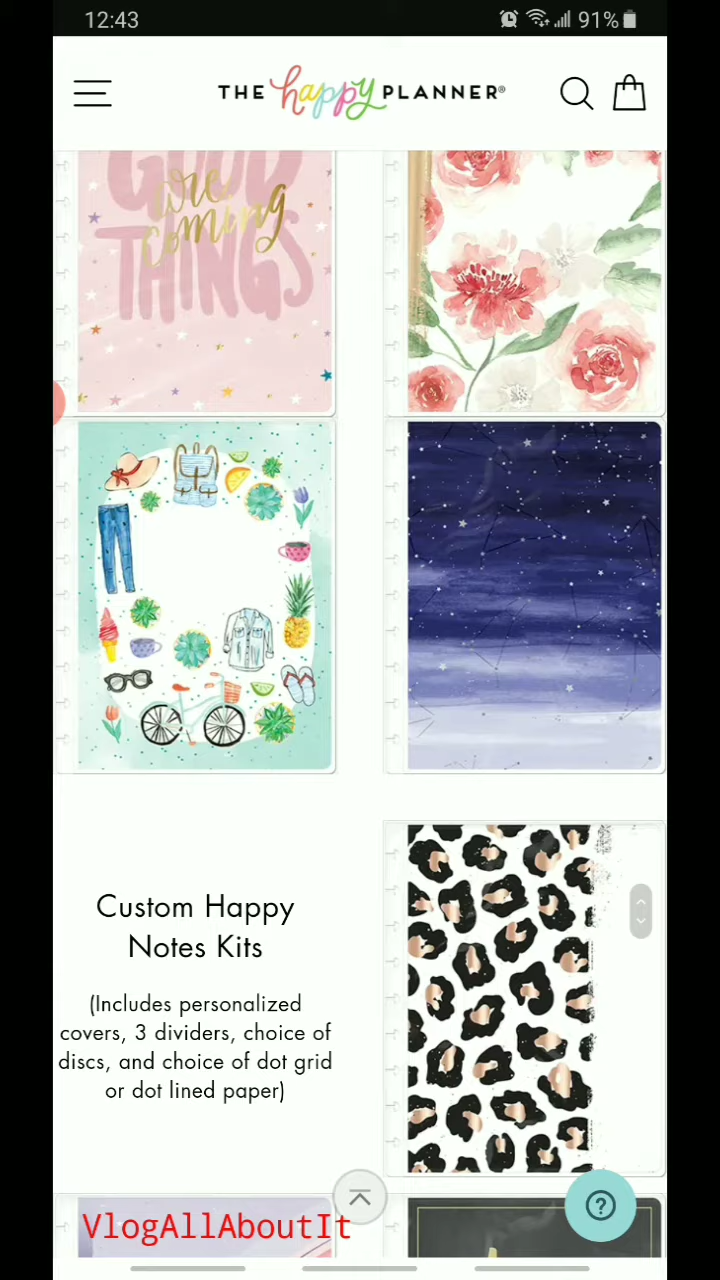 12:43
91%
THE happy PLANNER®
GOOD
are
coming
THINGS
Custom Happy
Notes Kits
(Includes personalized
covers, 3 dividers, choice of
discs, and choice of dot grid
or dot lined paper)
VlogAllAboutIt